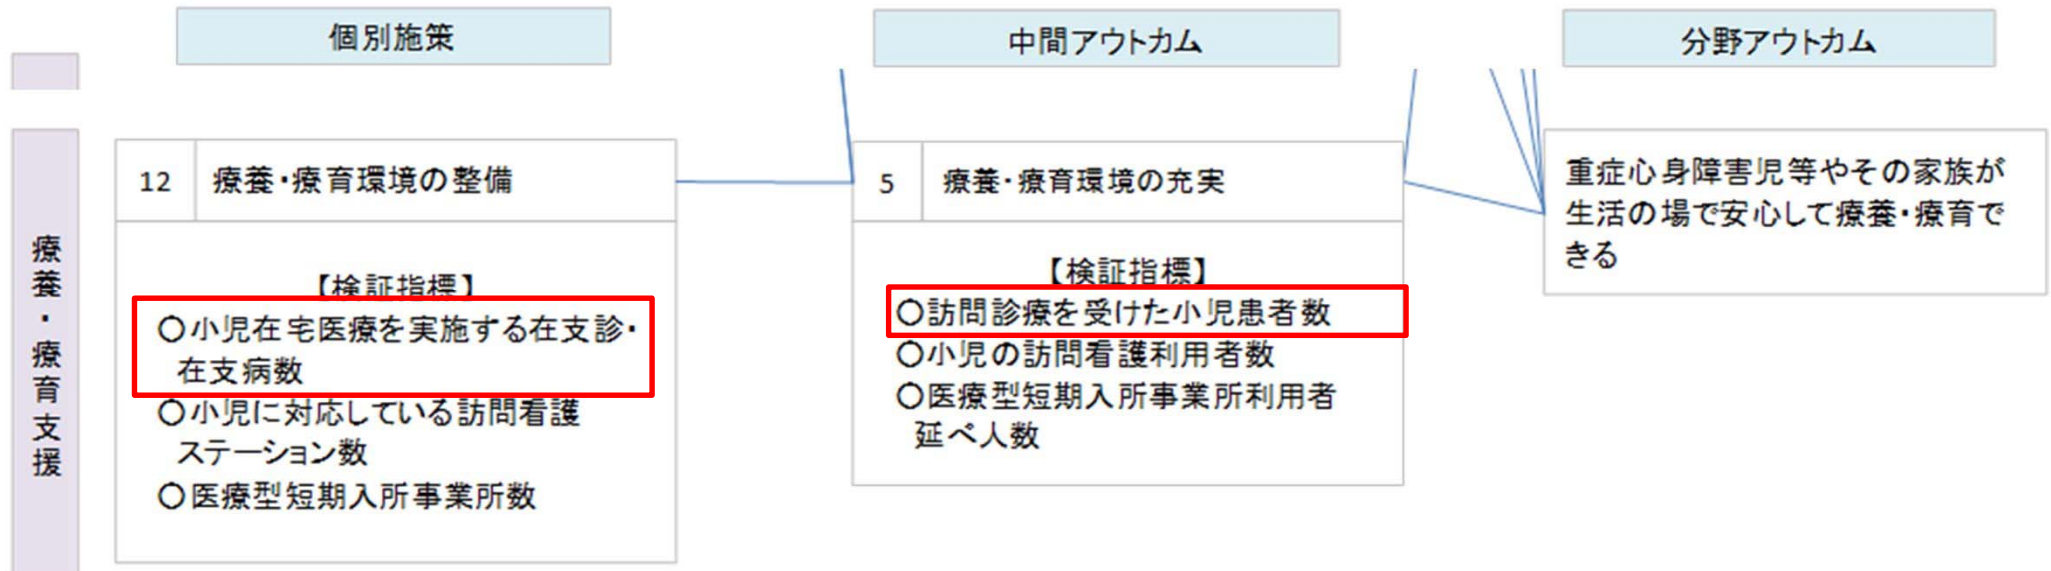 個別施策
中間アウトカム
分野アウトカム
療養・療育支援
12 療養・療育環境の整備
【検証指標】
○小児在宅医療を実施する在支診・
在支病数
○小児に対応している訪問看護
ステーション数
○医療型短期入所事業所数
5 療養・療育環境の充実
【検証指標】
○訪問診療を受けた小児患者数
○小児の訪問看護利用者数
○医療型短期入所事業所利用者
延べ人数
重症心身障害児等やその家族が
生活の場で安心して療養・療育で
きる